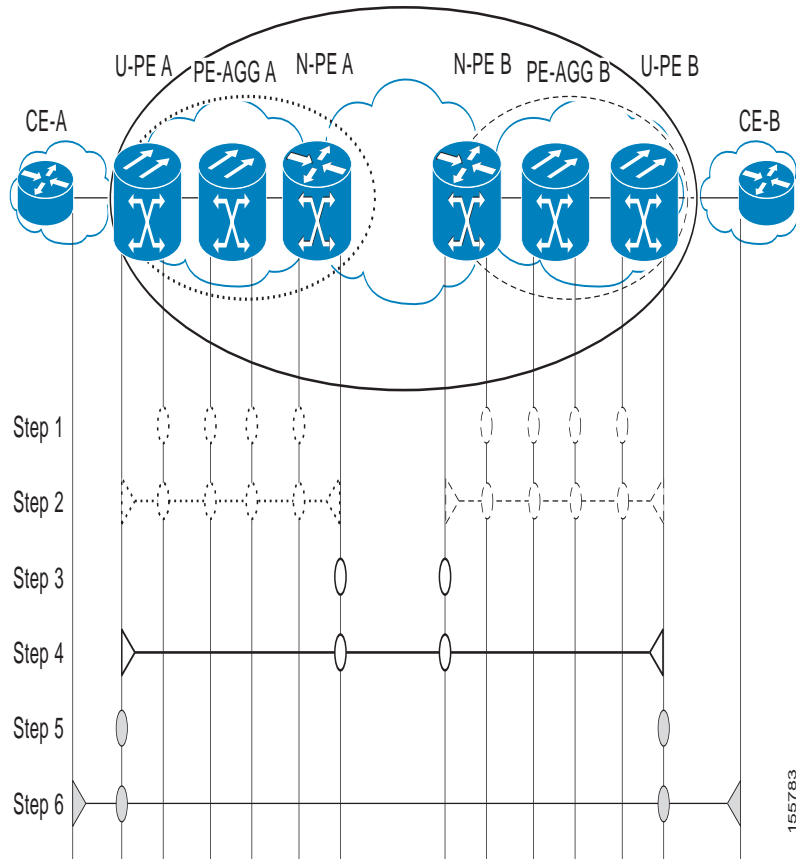 U-PE A
PE-AGG A
N-PE A
N-PE B
PE-AGG B
U-PE B
CE-A
CE-B
Step 1
Step 2
Step 3
Step 4
Step 5
Step 6
155783